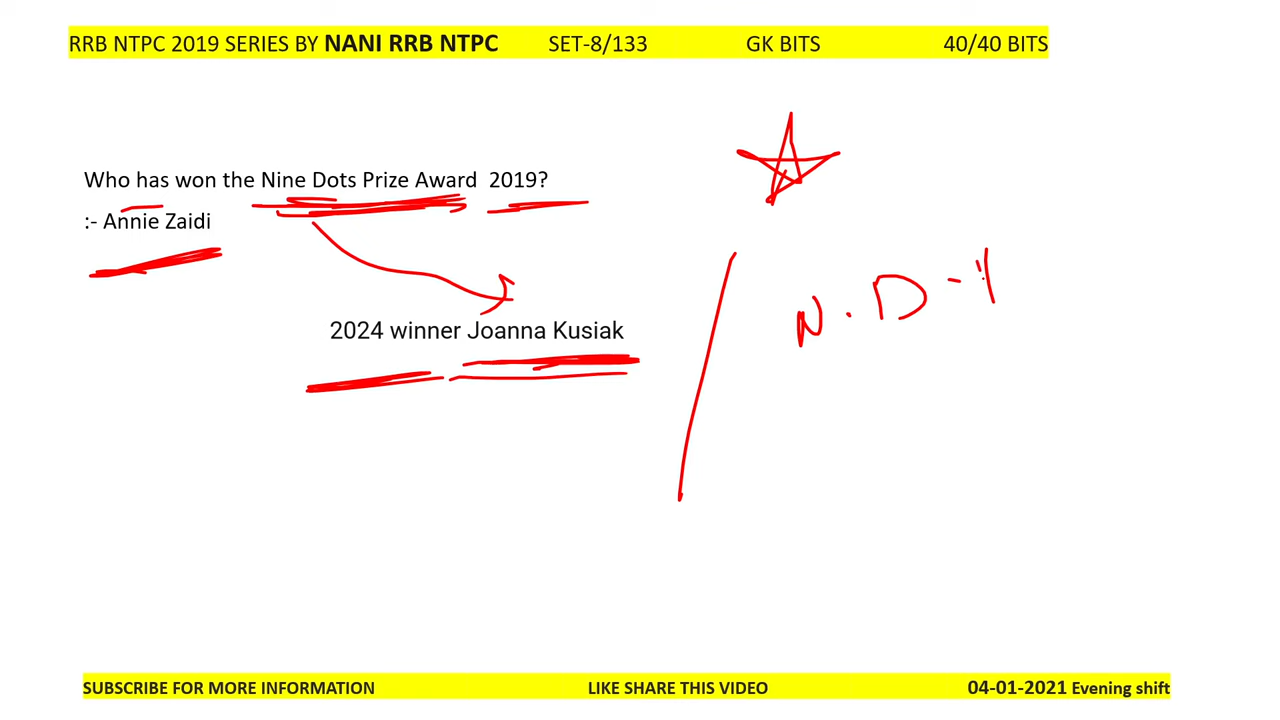 RRB NTPC 2019 SERIES BY NANI RRB NTPC SET-8/133 GK BITS 40/40 BITS
Who has won the Nine Dots Prize Award 2019?
:- Annie Zaidi
N. D -
2024 winner Joanna Kusiak
SUBSCRIBE FOR MORE INFORMATION LIKE SHARE THIS VIDEO 04-01-2021 Evening shift